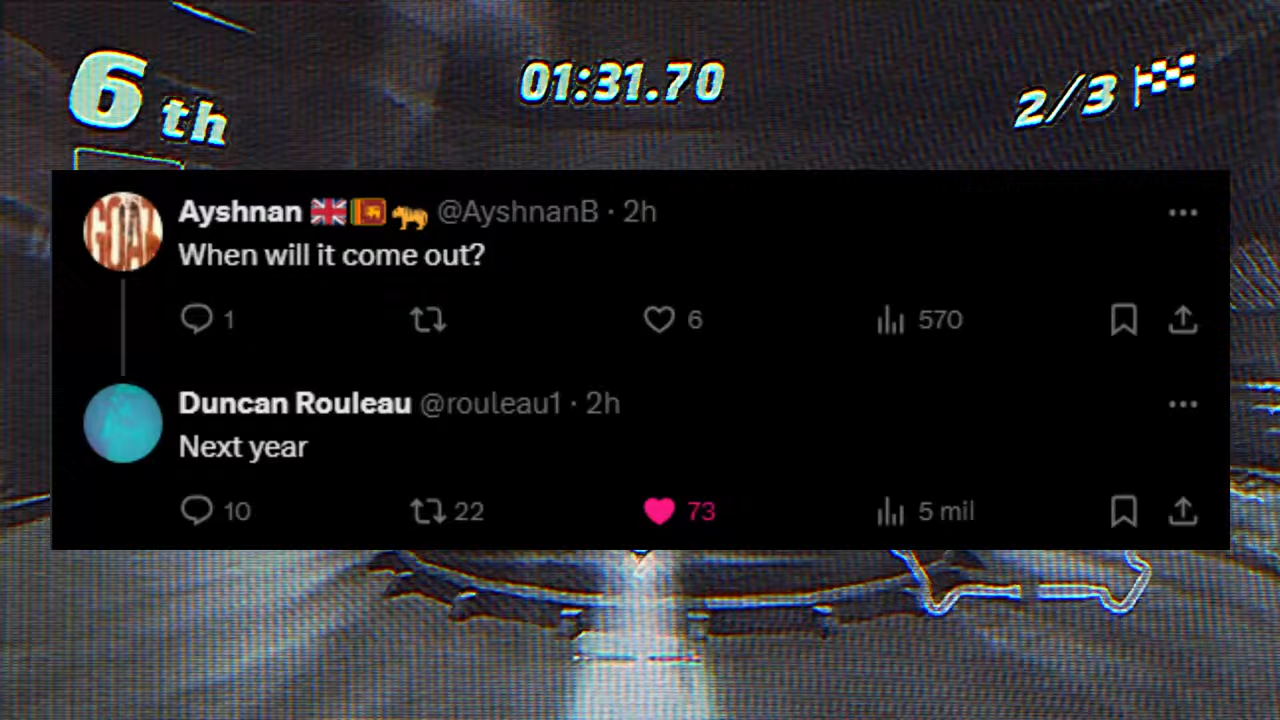 6th
01:31.70
2/3
GOAT
Ayshnan 🇬🇧🇱🇰🐅 @AyshnanB · 2h
When will it come out?
1
6
570
Duncan Rouleau @rouleau1 · 2h
Next year
10
22
73
5 mil